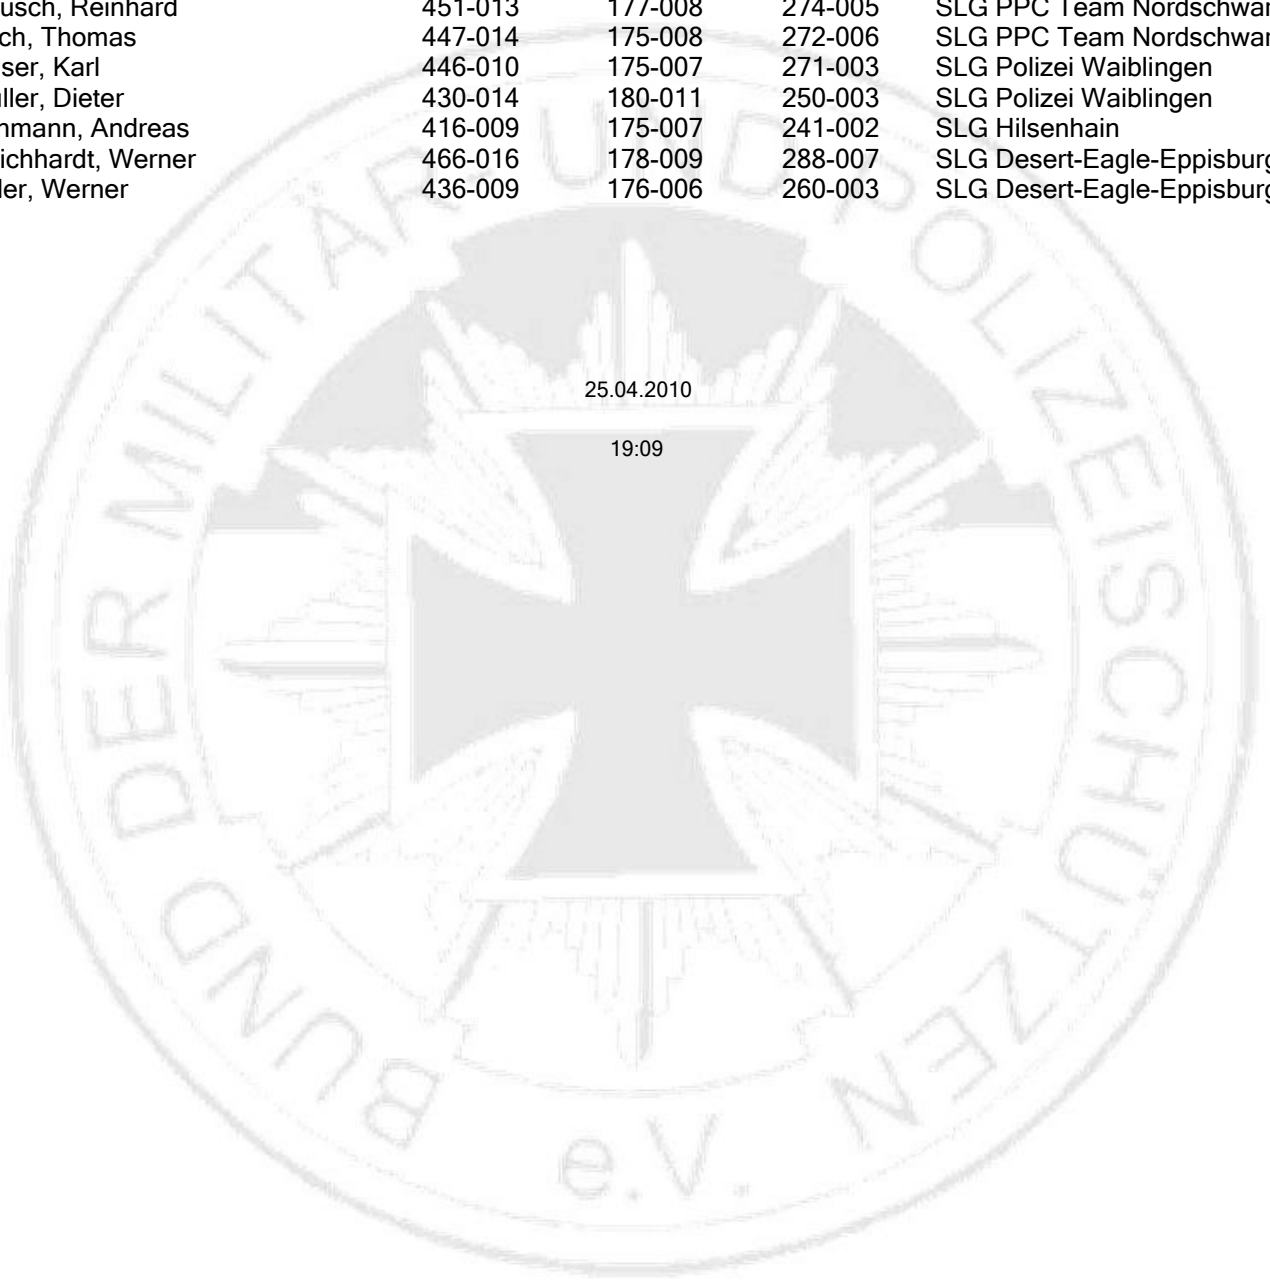 usch, Reinhard 451-013 177-008 274-005 SLG PPC Team Nordschwar
ch, Thomas 447-014 175-008 272-006 SLG PPC Team Nordschwar
ser, Karl 446-010 175-007 271-003 SLG Polizei Waiblingen
ller, Dieter 430-014 180-011 250-003 SLG Polizei Waiblingen
nmann, Andreas 416-009 175-007 241-002 SLG Hilsenhain
ichhardt, Werner 466-016 178-009 288-007 SLG Desert-Eagle-Eppisburg
ler, Werner 436-009 176-006 260-003 SLG Desert-Eagle-Eppisburg
25.04.2010
19:09
BUND DER MILITÄR- UND POLIZEISCHÜTZEN
e.V.